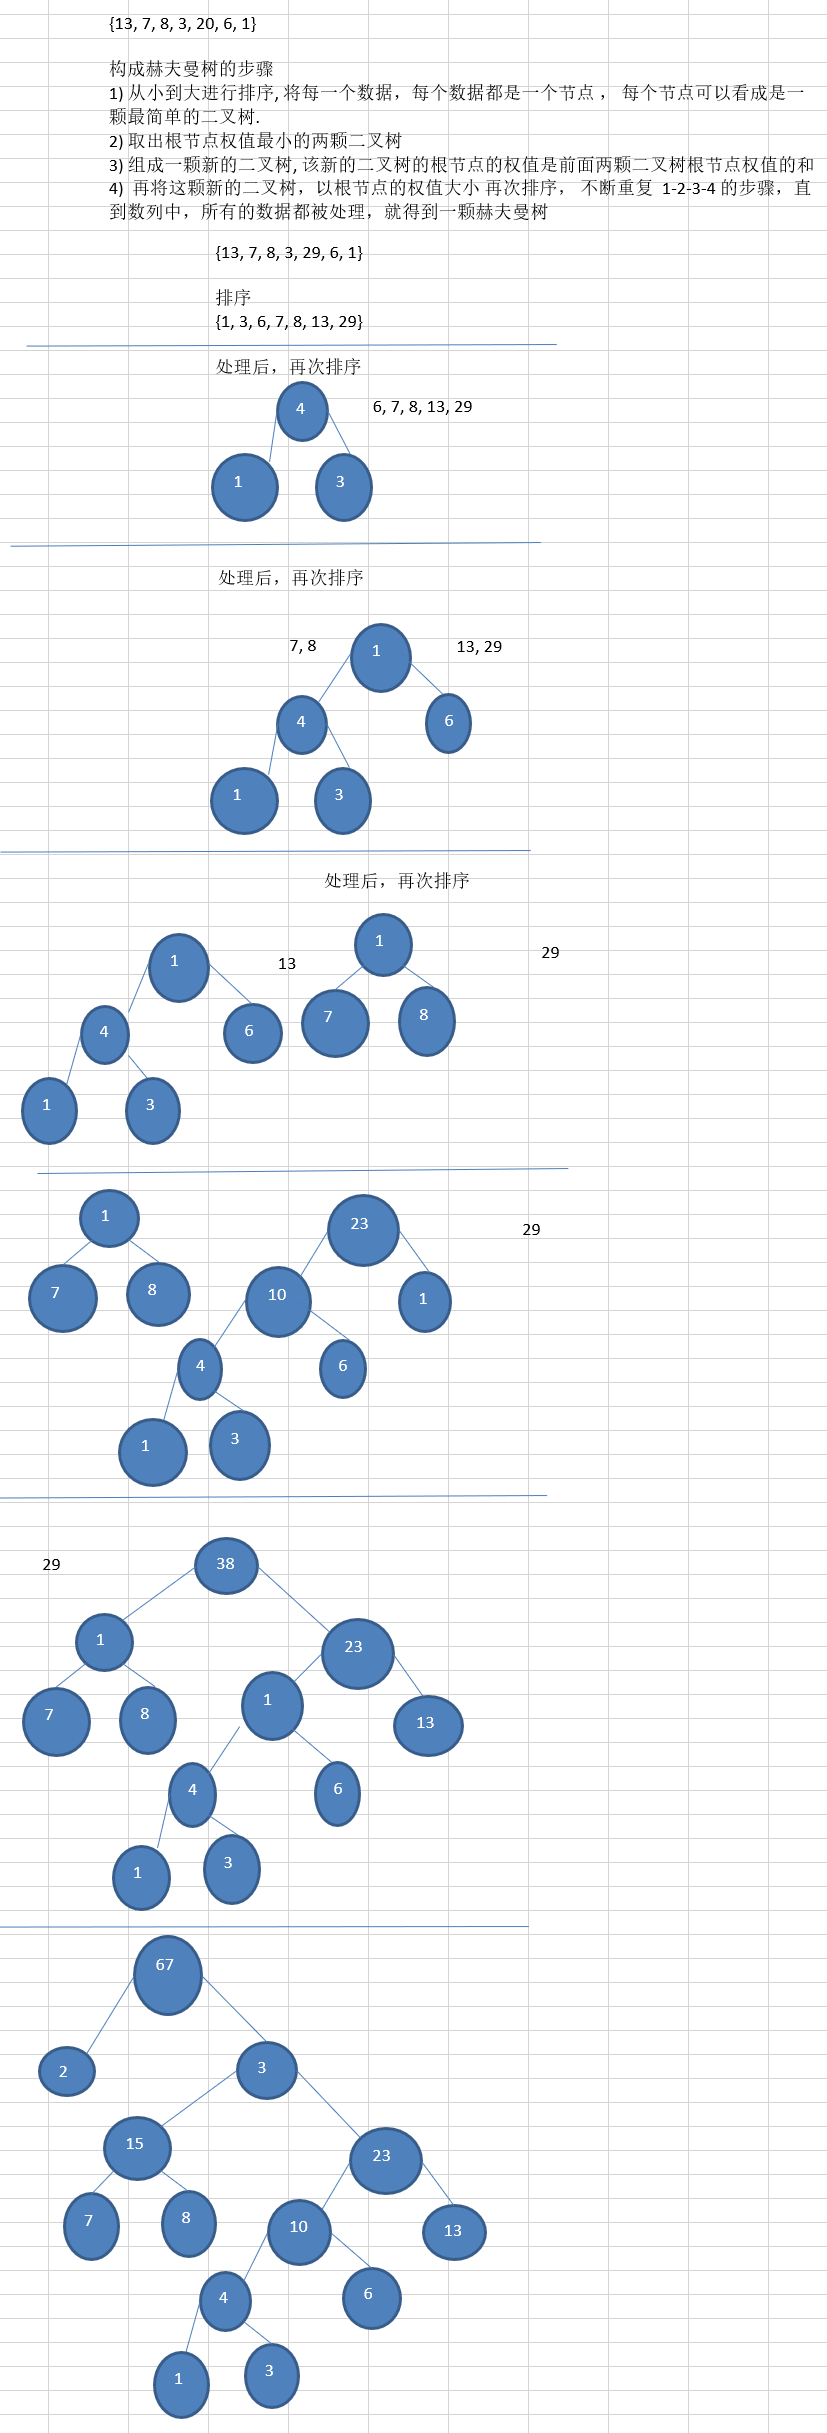 {13, 7, 8, 3, 20, 6, 1}
构成赫夫曼树的步骤
1) 从小到大进行排序, 将每一个数据，每个数据都是一个节点 ， 每个节点可以看成是一
颗最简单的二叉树.
2) 取出根节点权值最小的两颗二叉树
3) 组成一颗新的二叉树, 该新的二叉树的根节点的权值是前面两颗二叉树根节点权值的和
4)  再将这颗新的二叉树，以根节点的权值大小 再次排序， 不断重复  1-2-3-4 的步骤，直
到数列中，所有的数据都被处理，就得到一颗赫夫曼树
{13, 7, 8, 3, 29, 6, 1}
排序
{1, 3, 6, 7, 8, 13, 29}
处理后，再次排序
4
6, 7, 8, 13, 29
1 3
处理后，再次排序
7, 8
1
13, 29
4 6
1 3
处理后，再次排序
1
13
1
29
4 6
7 8
1 3
1
23
29
7 8
10 1
4 6
1 3
29
38
1 23
7 8
1 13
4 6
1 3
67
2 3
15 23
7 8
10 13
4 6
1 3